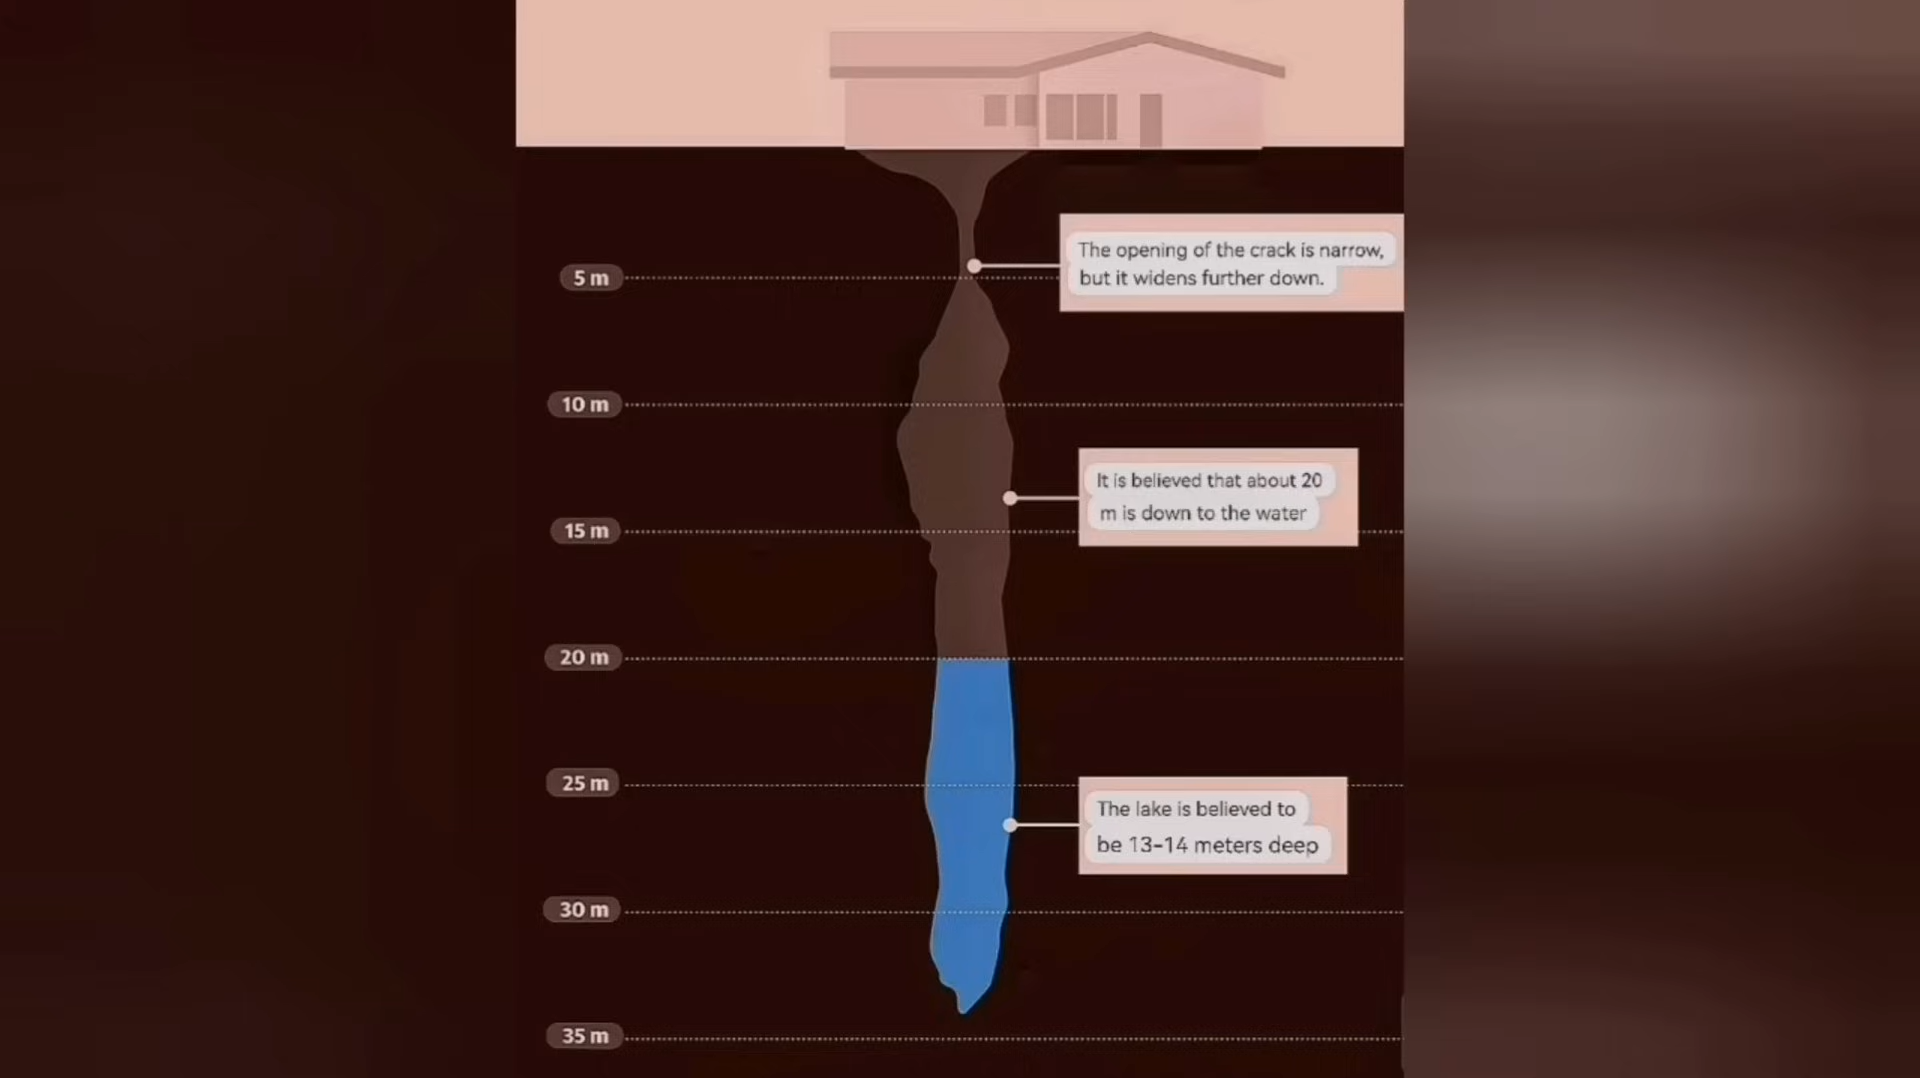 The opening of the crack is narrow,
but it widens further down.
5 m
10 m
It is believed that about 20
m is down to the water
15 m
20 m
25 m
The lake is believed to
be 13-14 meters deep
30 m
35 m